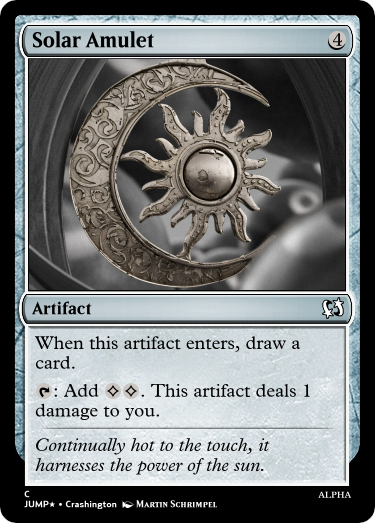 Solar Amulet 4
Artifact
When this artifact enters, draw a
card.
: Add . This artifact deals 1
damage to you.
Continually hot to the touch, it
harnesses the power of the sun.
C ALPHA
JUMP★ • Crashington Martin Schrimpel